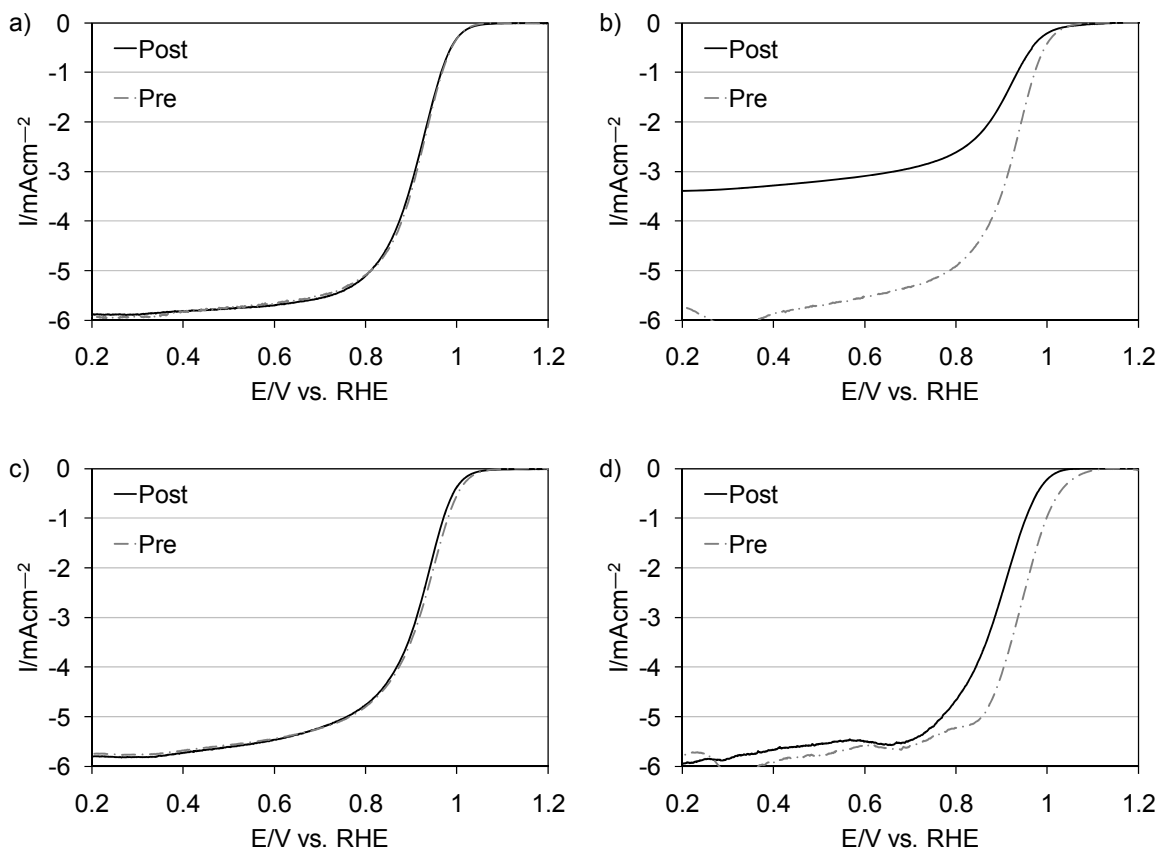 a)
I/mAcm⁻²
0
-1
-2
-3
-4
-5
-6
Post
Pre
0.2 0.4 0.6 0.8 1 1.2
E/V vs. RHE
b)
I/mAcm⁻²
0
-1
-2
-3
-4
-5
-6
Post
Pre
0.2 0.4 0.6 0.8 1 1.2
E/V vs. RHE
c)
I/mAcm⁻²
0
-1
-2
-3
-4
-5
-6
Post
Pre
0.2 0.4 0.6 0.8 1 1.2
E/V vs. RHE
d)
I/mAcm⁻²
0
-1
-2
-3
-4
-5
-6
Post
Pre
0.2 0.4 0.6 0.8 1 1.2
E/V vs. RHE